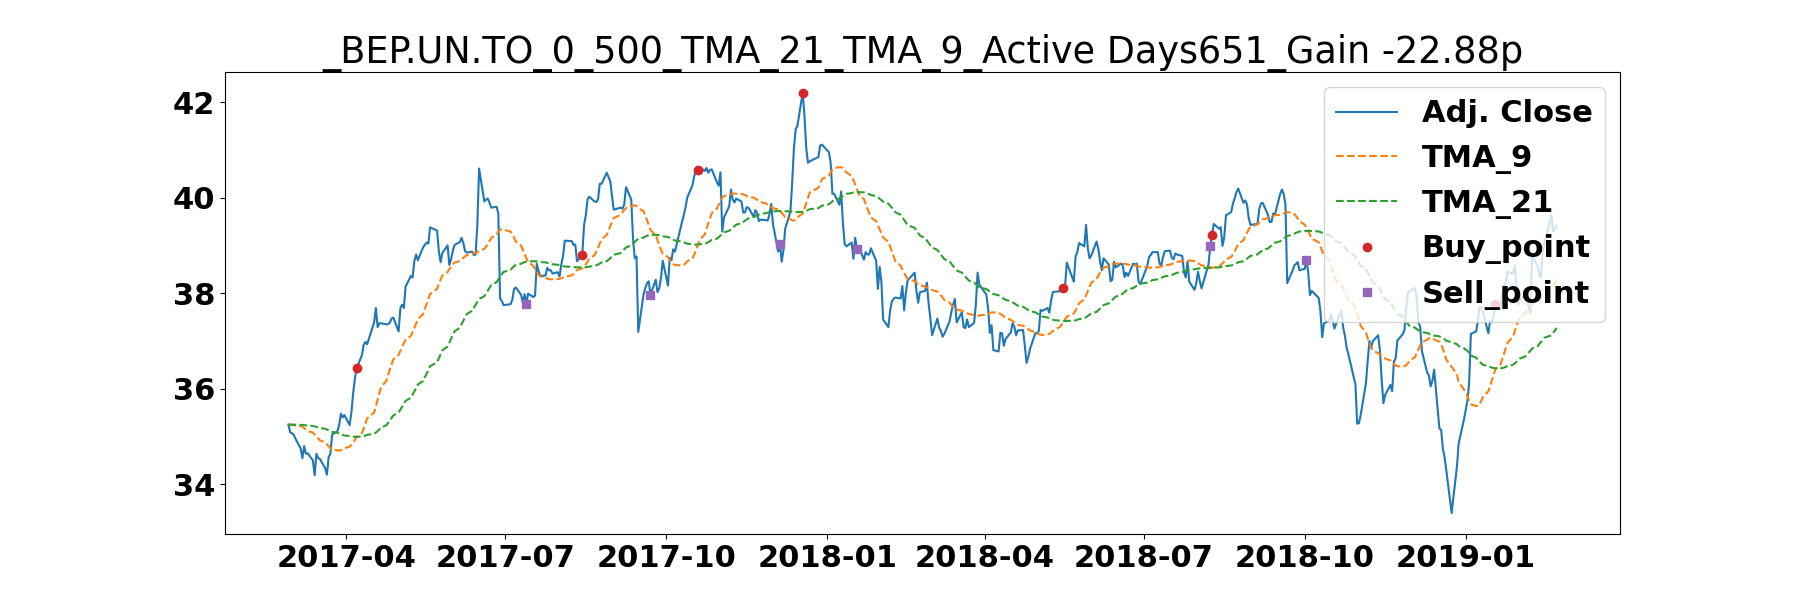 _BEP.UN.TO_0_500_TMA_21_TMA_9_Active Days651_Gain -22.88p
42
40
38
36
34
Adj. Close
TMA_9
TMA_21
Buy_point
Sell_point
2017-04 2017-07 2017-10 2018-01 2018-04 2018-07 2018-10 2019-01